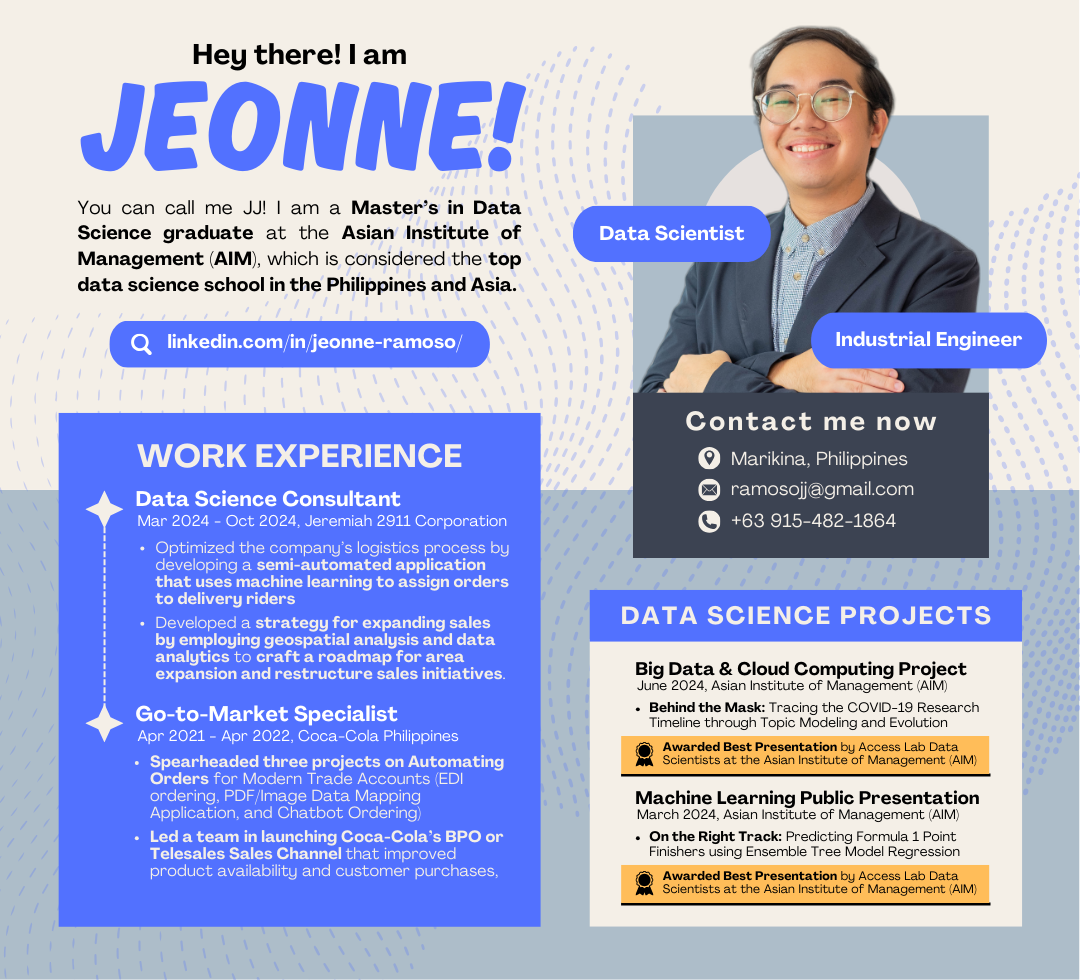 Hey there! I am
JEONNE!
You can call me JJ! I am a Master's in Data
Science graduate at the Asian Institute of
Management (AIM), which is considered the top
data science school in the Philippines and Asia.
linkedin.com/in/jeonne-ramoso/
Data Scientist
Industrial Engineer
Contact me now
Marikina, Philippines
ramosojj@gmail.com
+63 915-482-1864
WORK EXPERIENCE
Data Science Consultant
Mar 2024 - Oct 2024, Jeremiah 2911 Corporation
• Optimized the company's logistics process by
developing a semi-automated application
that uses machine learning to assign orders
to delivery riders
• Developed a strategy for expanding sales
by employing geospatial analysis and data
analytics to craft a roadmap for area
expansion and restructure sales initiatives.
Go-to-Market Specialist
Apr 2021 - Apr 2022, Coca-Cola Philippines
• Spearheaded three projects on Automating
Orders for Modern Trade Accounts (EDI
ordering, PDF/Image Data Mapping
Application, and Chatbot Ordering)
• Led a team in launching Coca-Cola's BPO or
Telesales Sales Channel that improved
product availability and customer purchases,
DATA SCIENCE PROJECTS
Big Data & Cloud Computing Project
June 2024, Asian Institute of Management (AIM)
• Behind the Mask: Tracing the COVID-19 Research
Timeline through Topic Modeling and Evolution
Awarded Best Presentation by Access Lab Data
Scientists at the Asian Institute of Management (AIM)
Machine Learning Public Presentation
March 2024, Asian Institute of Management (AIM)
• On the Right Track: Predicting Formula 1 Point
Finishers using Ensemble Tree Model Regression
Awarded Best Presentation by Access Lab Data
Scientists at the Asian Institute of Management (AIM)